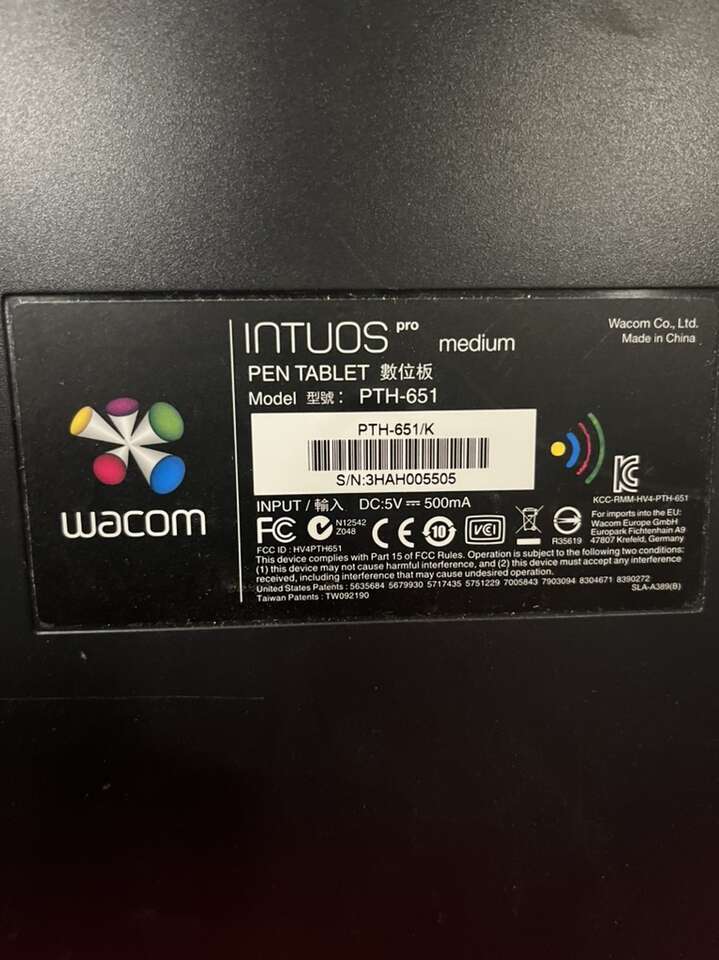 INTUOS pro medium
Wacom Co., Ltd.
Made in China
PEN TABLET 數位板
Model 型號： PTH-651
PTH-651/K
S/N:3HAH005505
wacom
KCC-RMM-HV4-PTH-651
INPUT / 輸入 DC:5V 500mA
FC N12542
Z048
CE 10 VCI
R35619
For imports into the EU:
Wacom Europe GmbH
Europark Fichtenhain A9
47807 Krefeld, Germany
FCC ID : HV4PTH651
This device complies with Part 15 of FCC Rules. Operation is subject to the following two conditions:
(1) this device may not cause harmful interference, and (2) this device must accept any interference
received, including interference that may cause undesired operation.
United States Patents : 5635684 5679930 5717435 5751229 7005843 7903094 8304671 8390272
Taiwan Patents : TW092190
SLA-A389(B)